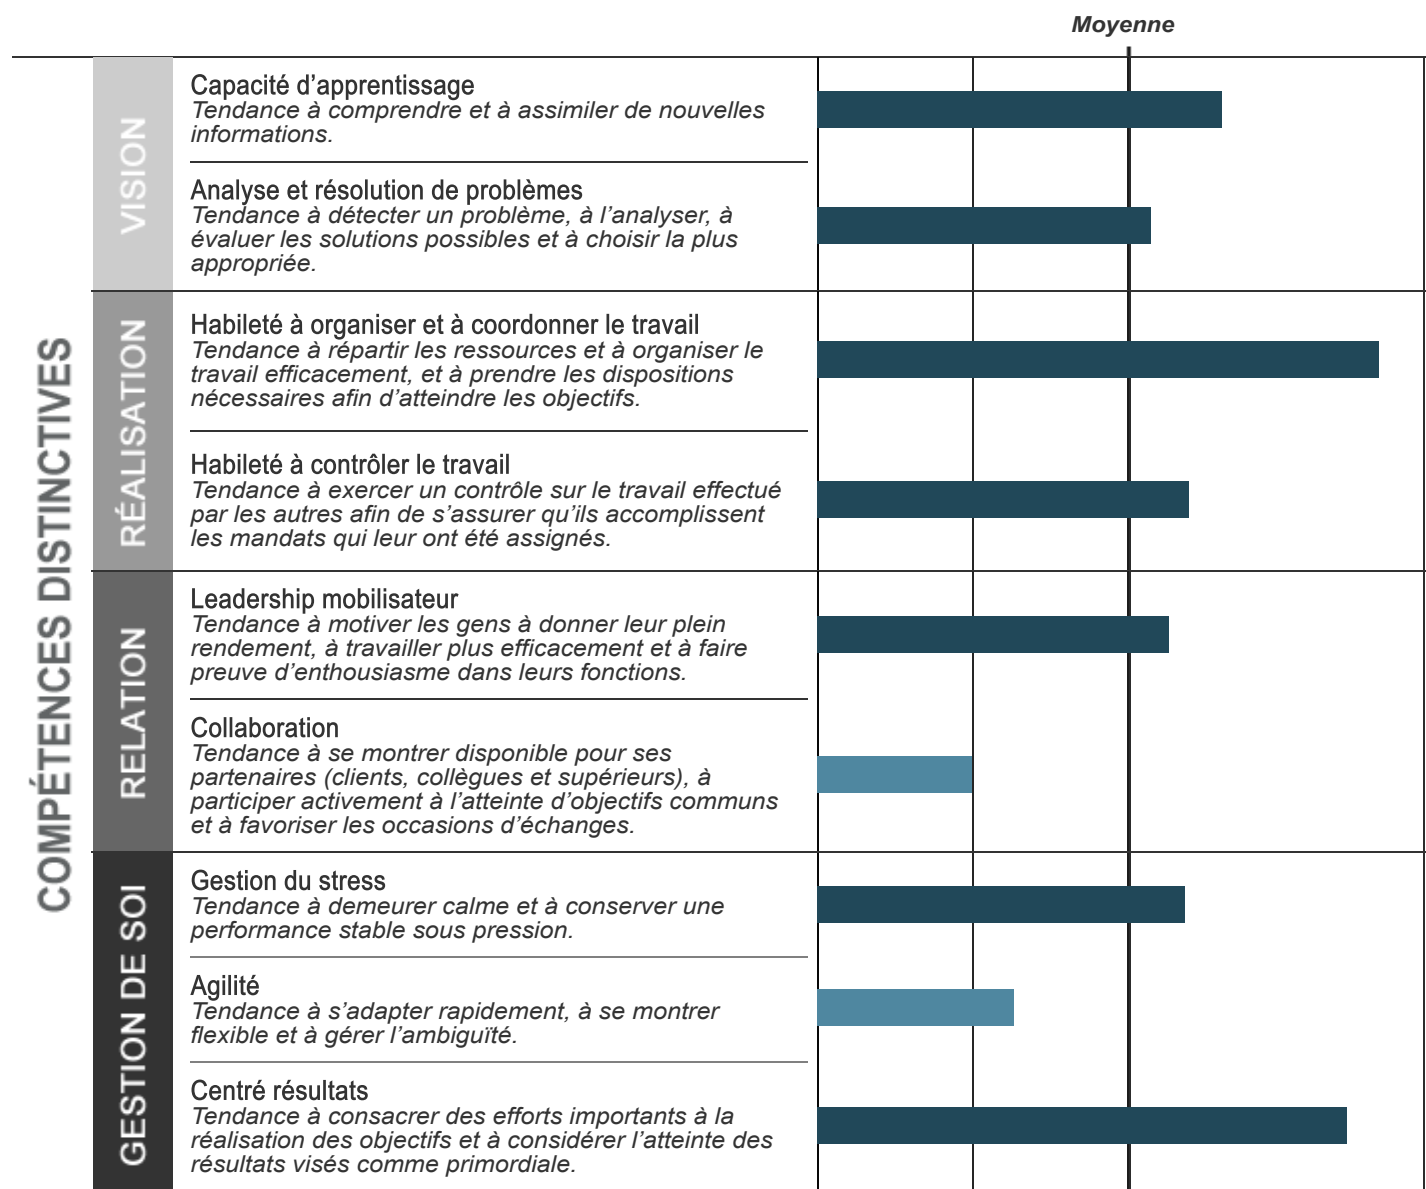 Moyenne
COMPÉTENCES DISTINCTIVES
VISION
Capacité d’apprentissage
Tendance à comprendre et à assimiler de nouvelles
informations.
Analyse et résolution de problèmes
Tendance à détecter un problème, à l’analyser, à
évaluer les solutions possibles et à choisir la plus
appropriée.
RÉALISATION
Habileté à organiser et à coordonner le travail
Tendance à répartir les ressources et à organiser le
travail efficacement, et à prendre les dispositions
nécessaires afin d’atteindre les objectifs.
Habileté à contrôler le travail
Tendance à exercer un contrôle sur le travail effectué
par les autres afin de s’assurer qu’ils accomplissent
les mandats qui leur ont été assignés.
RELATION
Leadership mobilisateur
Tendance à motiver les gens à donner leur plein
rendement, à travailler plus efficacement et à faire
preuve d’enthousiasme dans leurs fonctions.
Collaboration
Tendance à se montrer disponible pour ses
partenaires (clients, collègues et supérieurs), à
participer activement à l’atteinte d’objectifs communs
et à favoriser les occasions d’échanges.
GESTION DE SOI
Gestion du stress
Tendance à demeurer calme et à conserver une
performance stable sous pression.
Agilité
Tendance à s’adapter rapidement, à se montrer
flexible et à gérer l’ambiguïté.
Centré résultats
Tendance à consacrer des efforts importants à la
réalisation des objectifs et à considérer l’atteinte des
résultats visés comme primordiale.